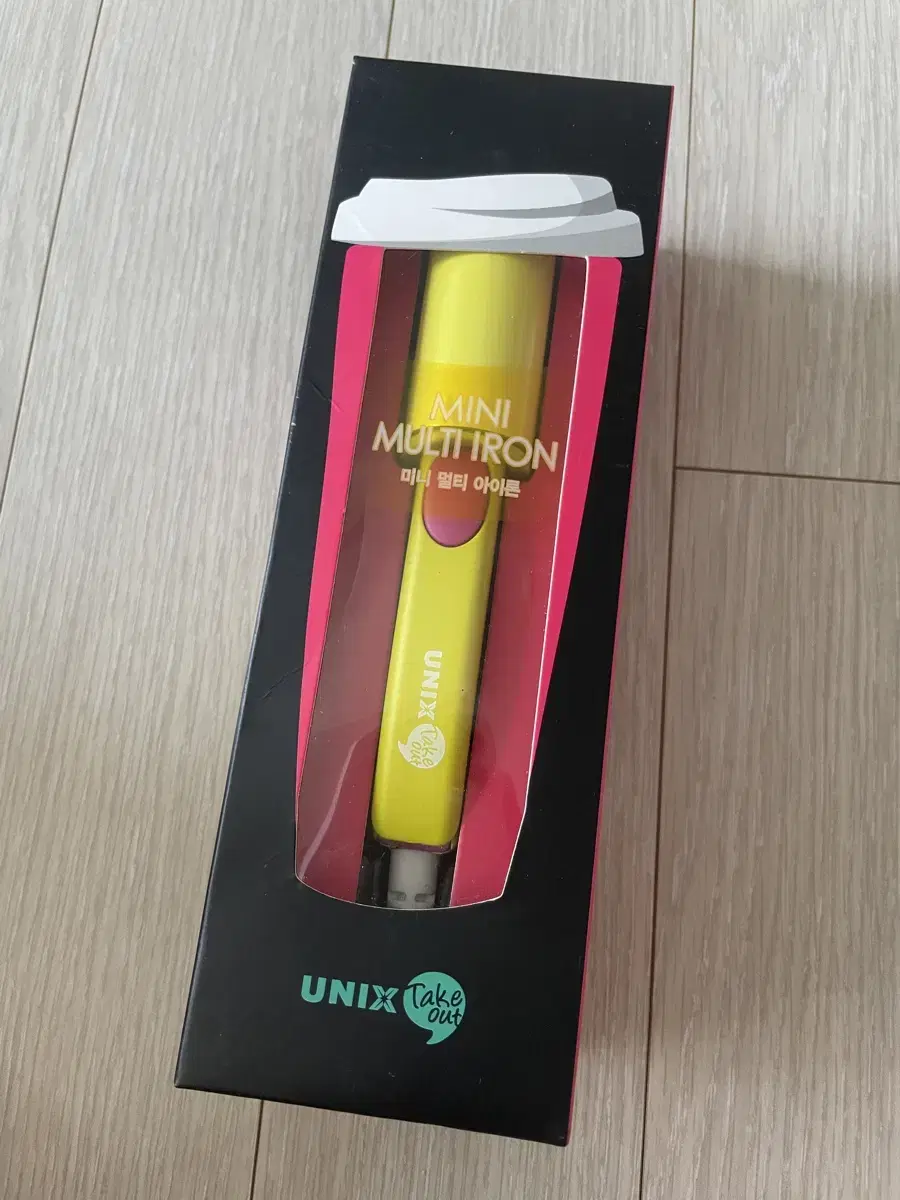 MINI
MULTI IRON
미니 멀티 아이론
UNIX Take out
UNIX Take out